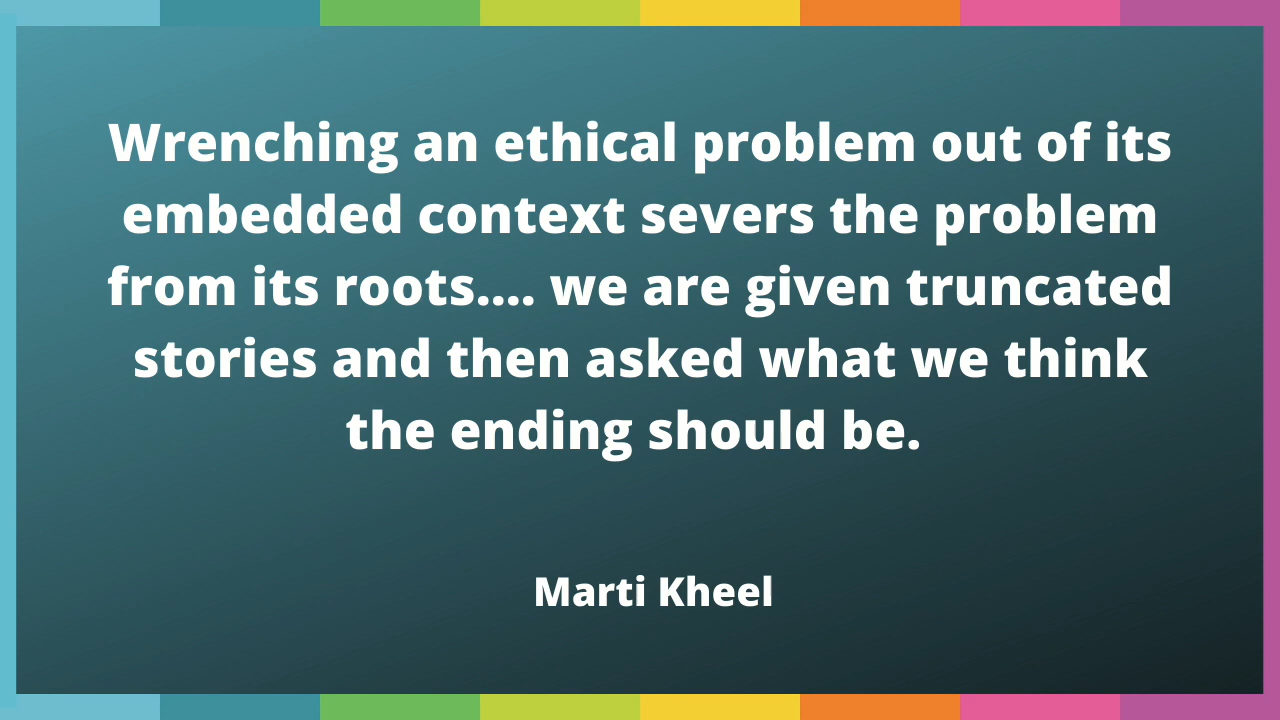 Wrenching an ethical problem out of its
embedded context severs the problem
from its roots.... we are given truncated
stories and then asked what we think
the ending should be.
Marti Kheel